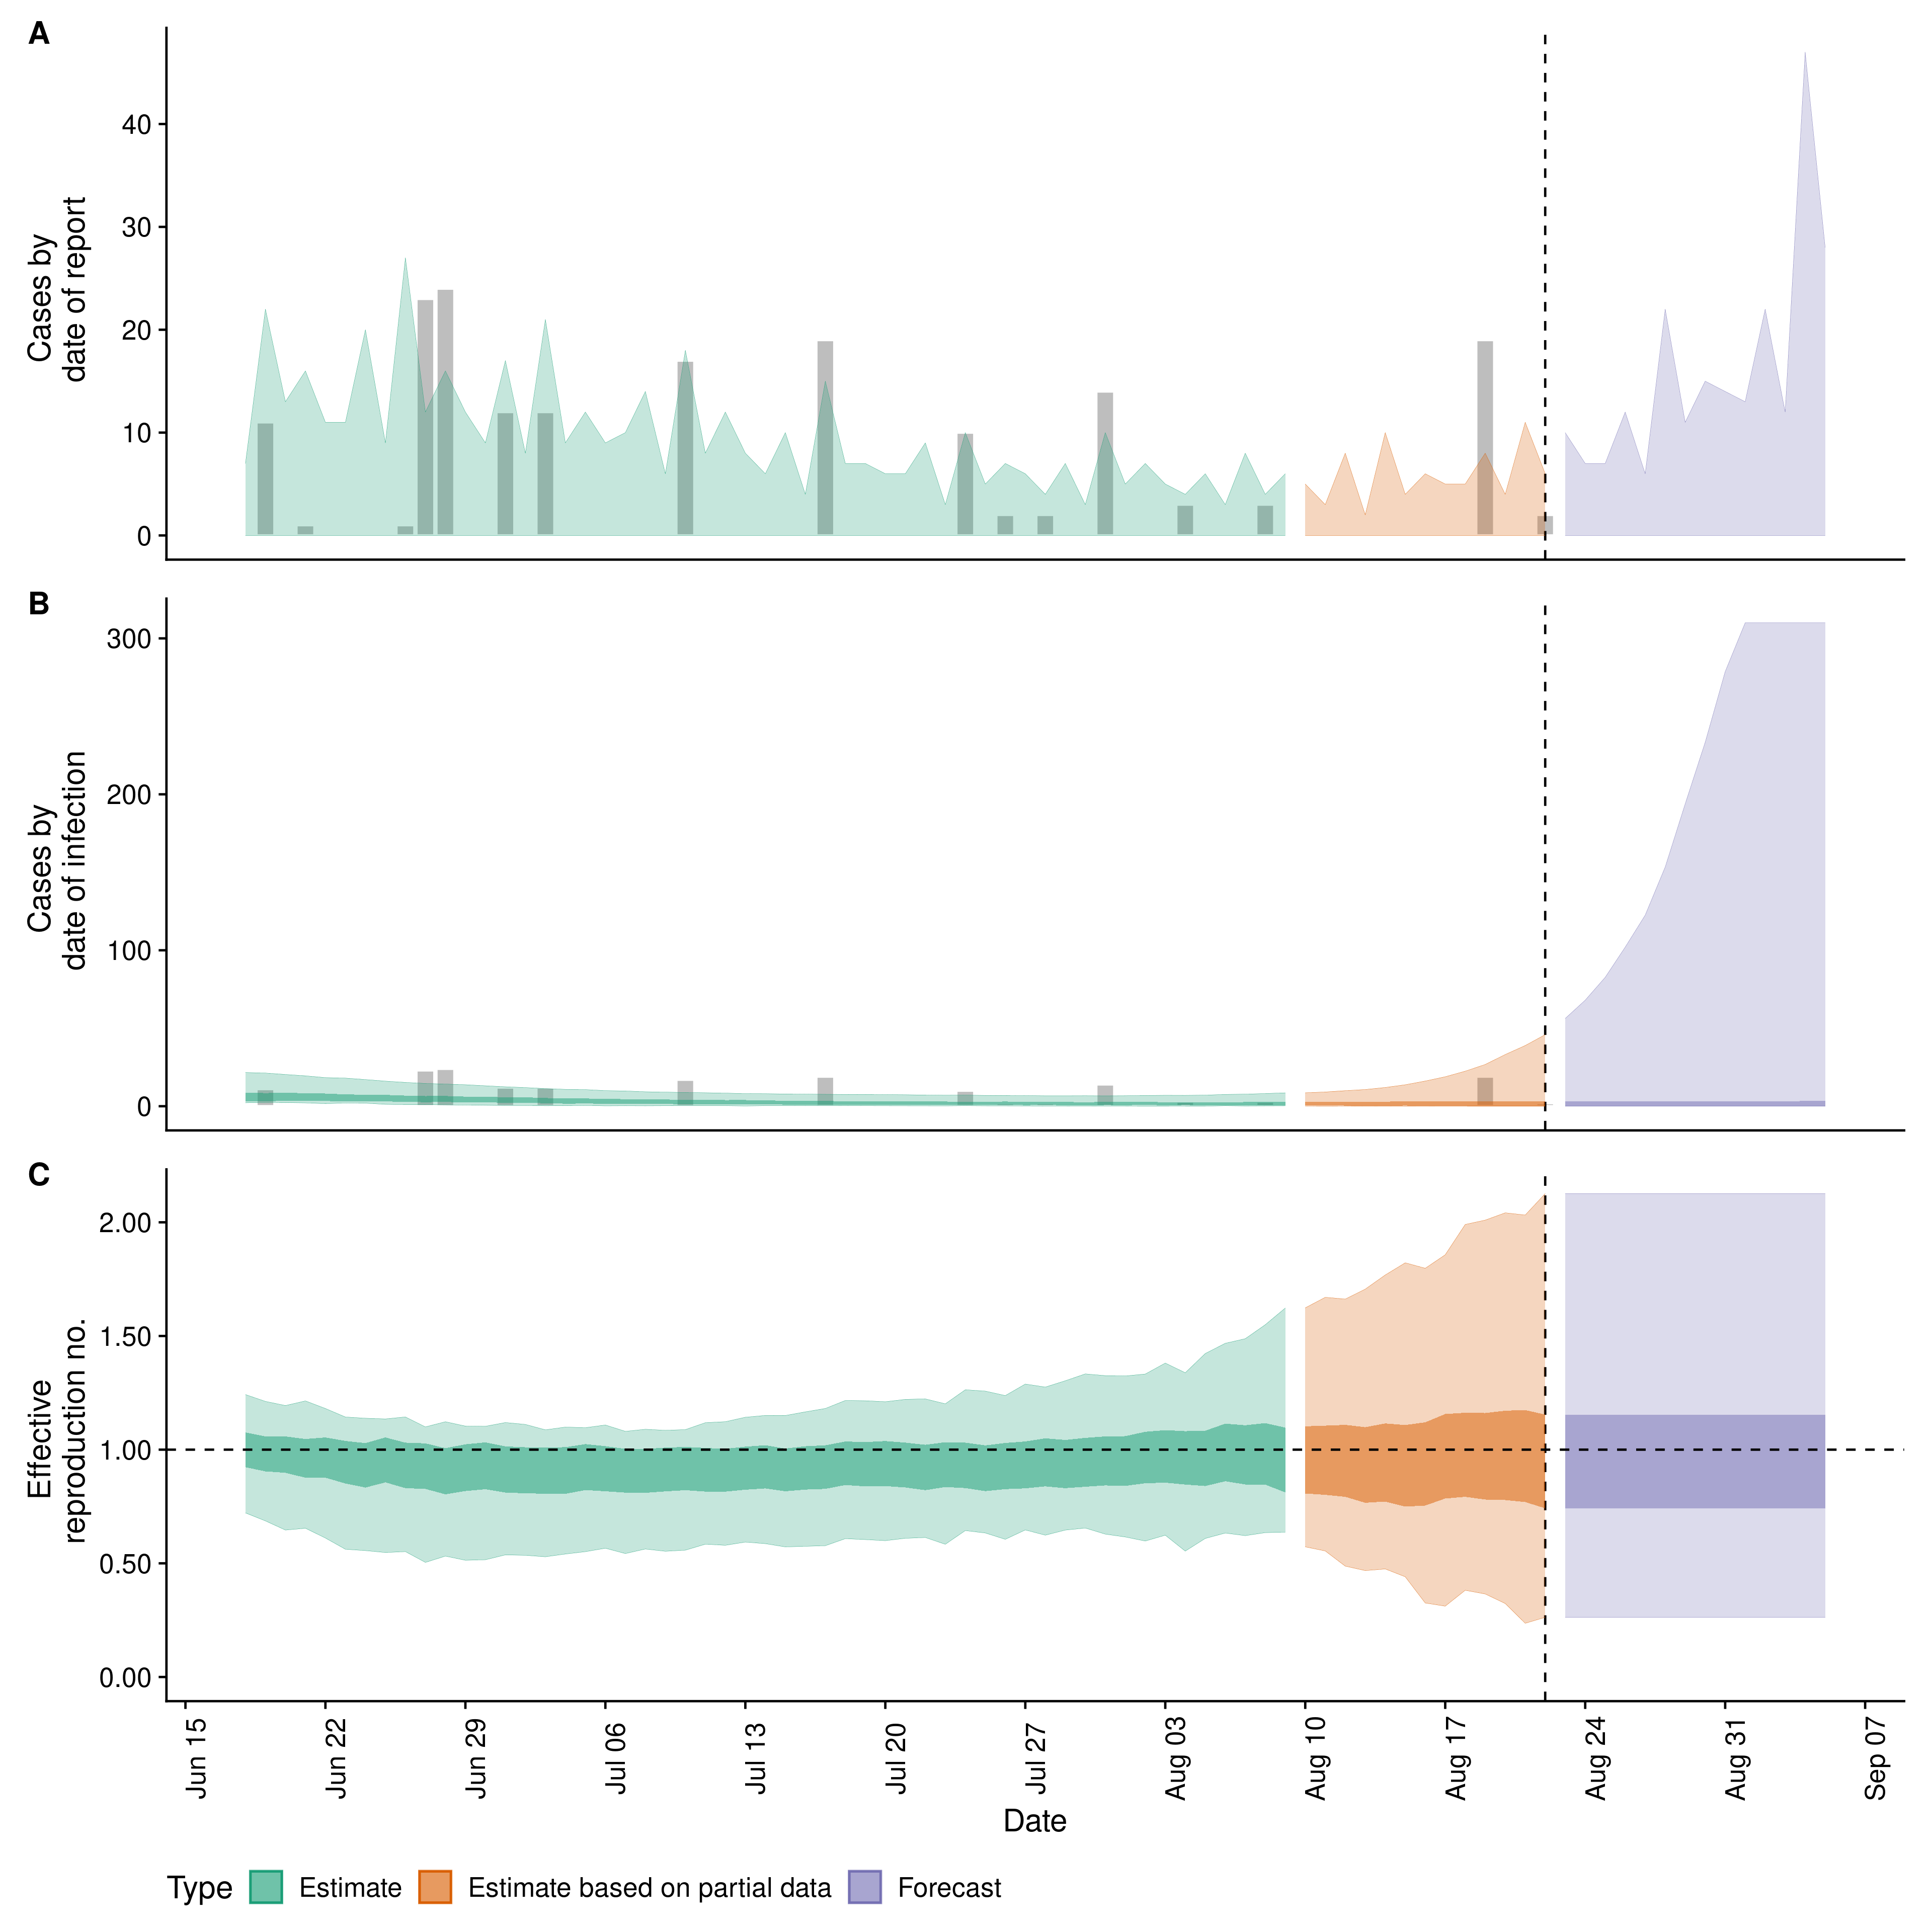 A
Cases by
date of report
40
30
20
10
0
B
Cases by
date of infection
300
200
100
0
C
Effective
reproduction no.
2.00
1.50
1.00
0.50
0.00
Jun 15
Jun 22
Jun 29
Jul 06
Jul 13
Jul 20
Jul 27
Aug 03
Aug 10
Aug 17
Aug 24
Aug 31
Sep 07
Date
Type Estimate Estimate based on partial data Forecast